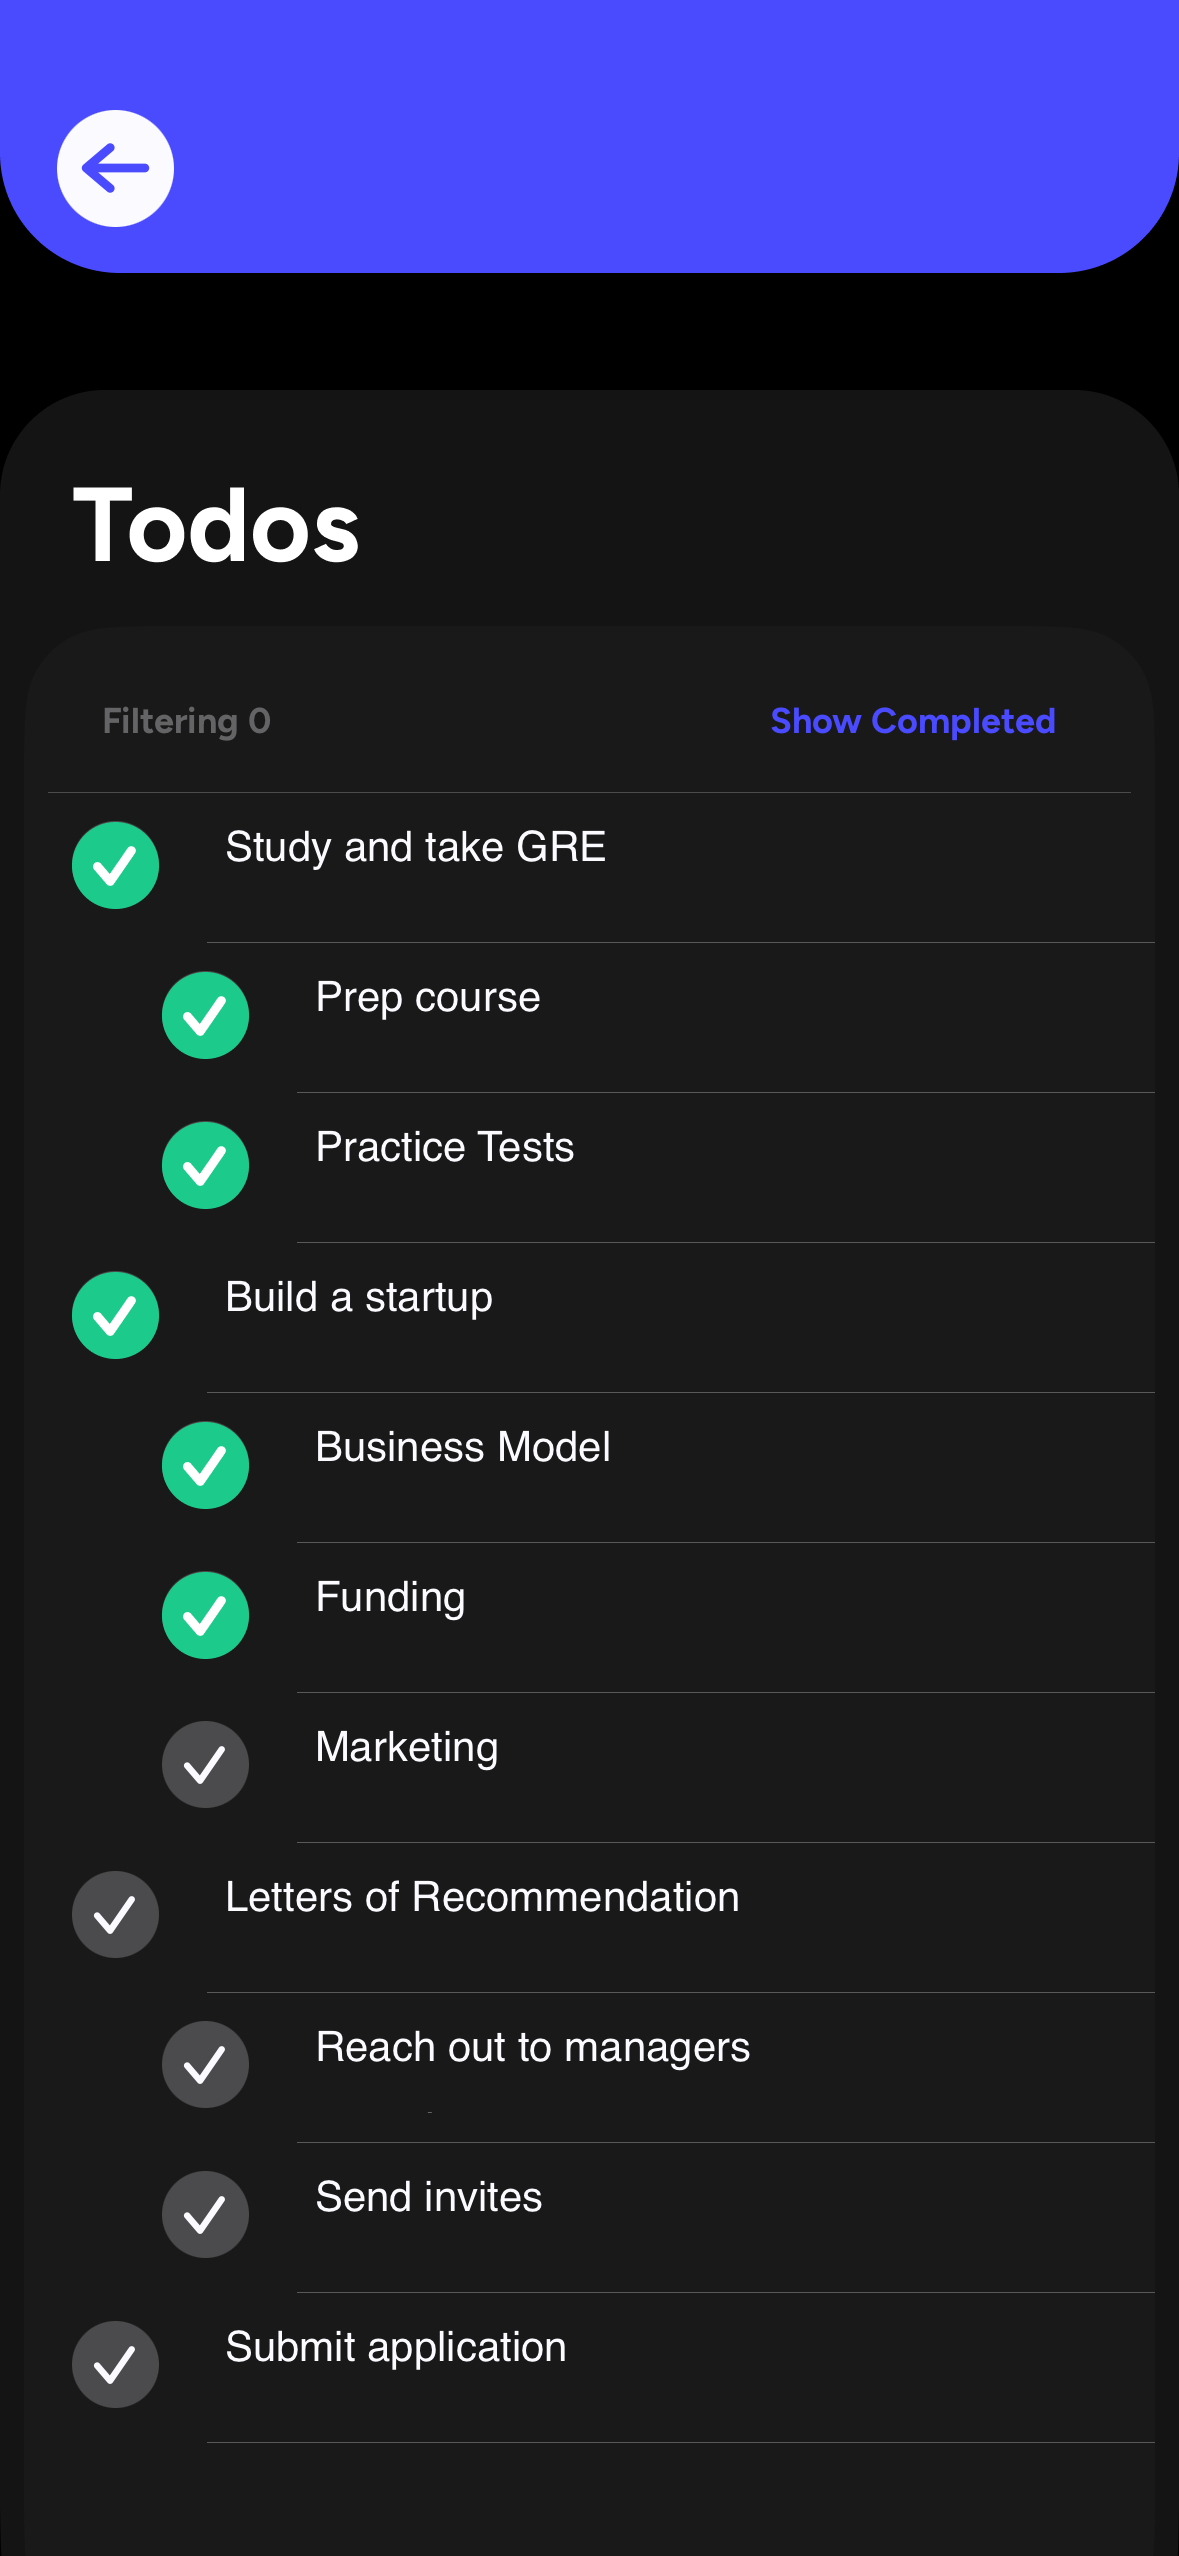 Todos
Filtering 0
Show Completed
Study and take GRE
Prep course
Practice Tests
Build a startup
Business Model
Funding
Marketing
Letters of Recommendation
Reach out to managers
Send invites
Submit application